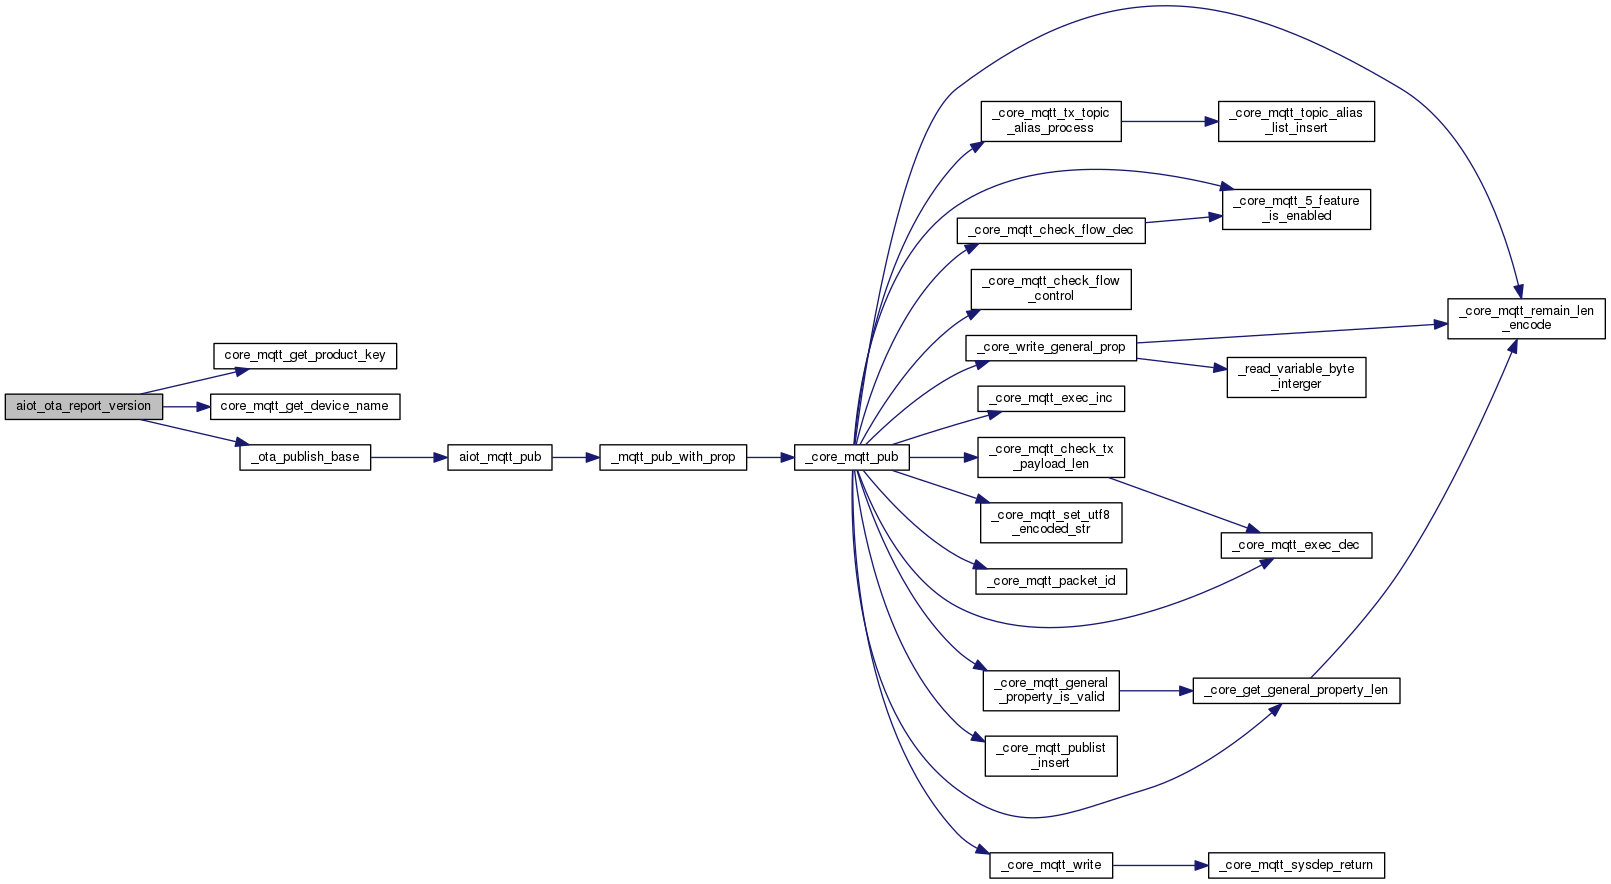 aiot_ota_report_version
core_mqtt_get_product_key
core_mqtt_get_device_name
_ota_publish_base
aiot_mqtt_pub
_mqtt_pub_with_prop
_core_mqtt_pub
_core_mqtt_tx_topic
_alias_process
_core_mqtt_check_flow_dec
_core_mqtt_check_flow
_control
_core_write_general_prop
_core_mqtt_exec_inc
_core_mqtt_check_tx
_payload_len
_core_mqtt_set_utf8
_encoded_str
_core_mqtt_packet_id
_core_mqtt_general
_property_is_valid
_core_mqtt_publist
_insert
_core_mqtt_write
_core_mqtt_topic_alias
_list_insert
_core_mqtt_5_feature
_is_enabled
_read_variable_byte
_interger
_core_mqtt_exec_dec
_core_get_general_property_len
_core_mqtt_sysdep_return
_core_mqtt_remain_len
_encode